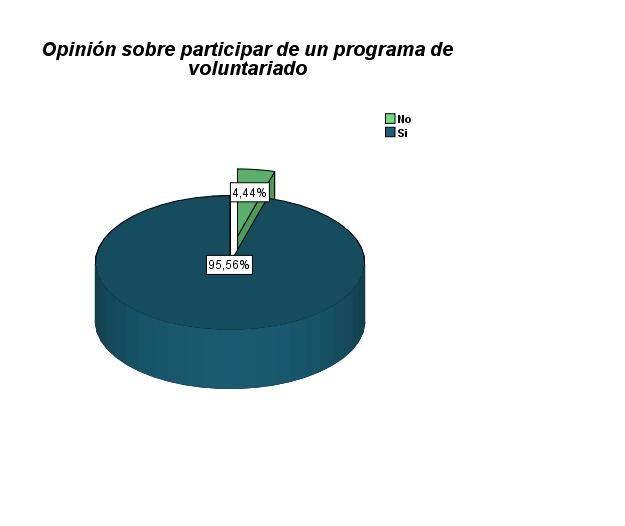 Opinión sobre participar de un programa de
voluntariado
No
Si
4,44%
95,56%